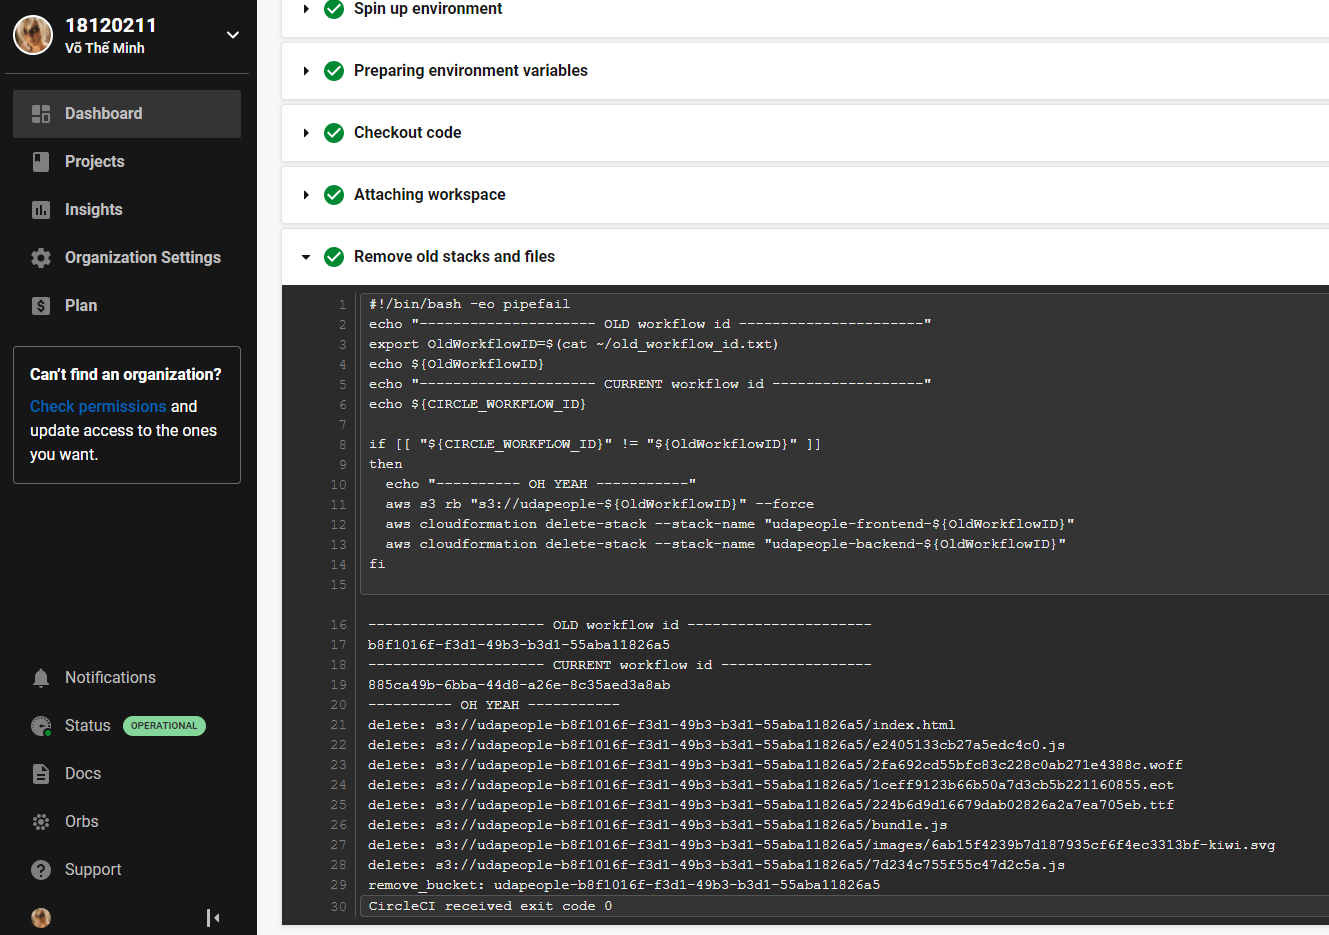 18120211
Võ Thế Minh
Dashboard
Projects
Insights
Organization Settings
Plan
Can't find an organization?
Check permissions and
update access to the ones
you want.
Notifications
Status OPERATIONAL
Docs
Orbs
Support
Spin up environment
Preparing environment variables
Checkout code
Attaching workspace
Remove old stacks and files
1 #!/bin/bash -eo pipefail
2 echo "--------------------- OLD workflow id ----------------------"
3 export OldWorkflowID=$(cat ~/old_workflow_id.txt)
4 echo ${OldWorkflowID}
5 echo "--------------------- CURRENT workflow id ------------------"
6 echo ${CIRCLE_WORKFLOW_ID}
7
8 if [[ "${CIRCLE_WORKFLOW_ID}" != "${OldWorkflowID}" ]]
9 then
10   echo "---------- OH YEAH -----------"
11   aws s3 rb "s3://udapeople-${OldWorkflowID}" --force
12   aws cloudformation delete-stack --stack-name "udapeople-frontend-${OldWorkflowID}"
13   aws cloudformation delete-stack --stack-name "udapeople-backend-${OldWorkflowID}"
14 fi
15
16 --------------------- OLD workflow id ----------------------
17 b8f1016f-f3d1-49b3-b3d1-55aba11826a5
18 --------------------- CURRENT workflow id ------------------
19 885ca49b-6bba-44d8-a26e-8c35aed3a8ab
20 ---------- OH YEAH -----------
21 delete: s3://udapeople-b8f1016f-f3d1-49b3-b3d1-55aba11826a5/index.html
22 delete: s3://udapeople-b8f1016f-f3d1-49b3-b3d1-55aba11826a5/e2405133cb27a5edc4c0.js
23 delete: s3://udapeople-b8f1016f-f3d1-49b3-b3d1-55aba11826a5/2fa692cd55bfc83c228c0ab271e4388c.woff
24 delete: s3://udapeople-b8f1016f-f3d1-49b3-b3d1-55aba11826a5/1ceff9123b66b50a7d3cb5b221160855.eot
25 delete: s3://udapeople-b8f1016f-f3d1-49b3-b3d1-55aba11826a5/224b6d9d16679dab02826a2a7ea705eb.ttf
26 delete: s3://udapeople-b8f1016f-f3d1-49b3-b3d1-55aba11826a5/bundle.js
27 delete: s3://udapeople-b8f1016f-f3d1-49b3-b3d1-55aba11826a5/images/6ab15f4239b7d187935cf6f4ec3313bf-kiwi.svg
28 delete: s3://udapeople-b8f1016f-f3d1-49b3-b3d1-55aba11826a5/7d234c755f55c47d2c5a.js
29 remove_bucket: udapeople-b8f1016f-f3d1-49b3-b3d1-55aba11826a5
30 CircleCI received exit code 0